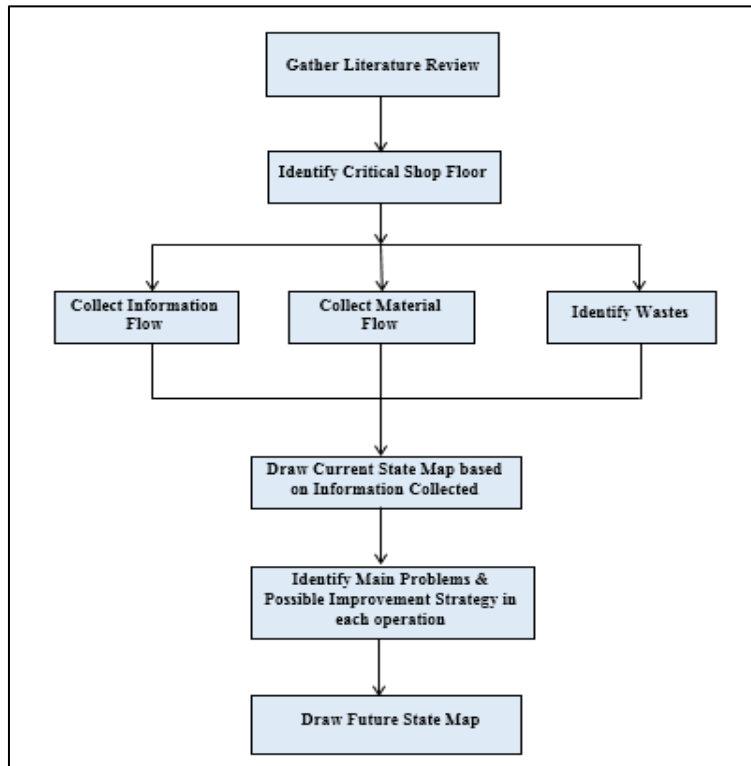 Gather Literature Review
Identify Critical Shop Floor
Collect Information
Flow
Collect Material
Flow
Identify Wastes
Draw Current State Map based
on Information Collected
Identify Main Problems &
Possible Improvement Strategy in
each operation
Draw Future State Map